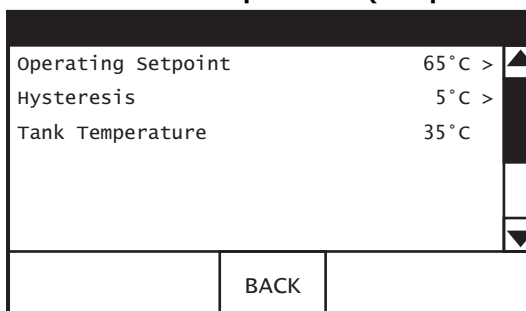 Operating Setpoint 65°C >
Hysteresis 5°C >
Tank Temperature 35°C
BACK